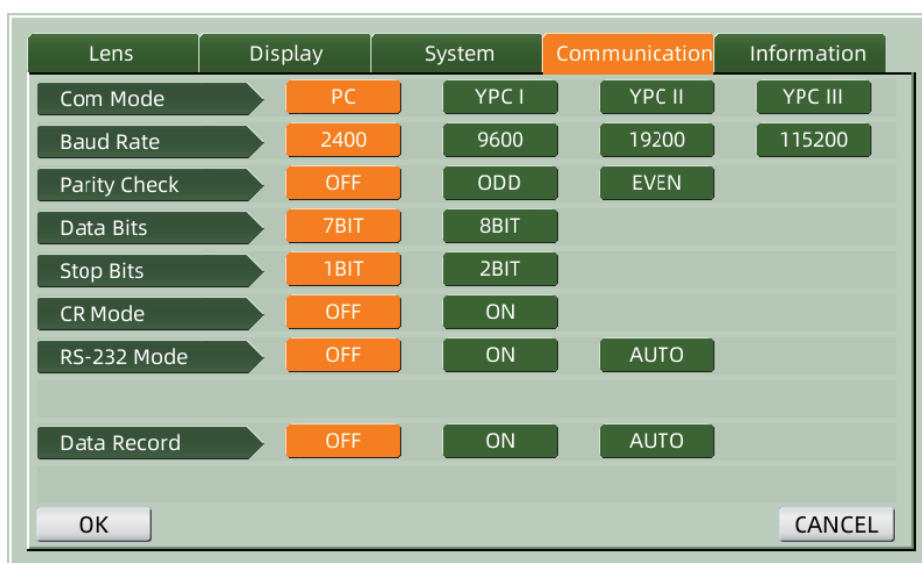 Lens Display System Communication Information
Com Mode PC YPC I YPC II YPC III
Baud Rate 2400 9600 19200 115200
Parity Check OFF ODD EVEN
Data Bits 7BIT 8BIT
Stop Bits 1BIT 2BIT
CR Mode OFF ON
RS-232 Mode OFF ON AUTO
Data Record OFF ON AUTO
OK CANCEL